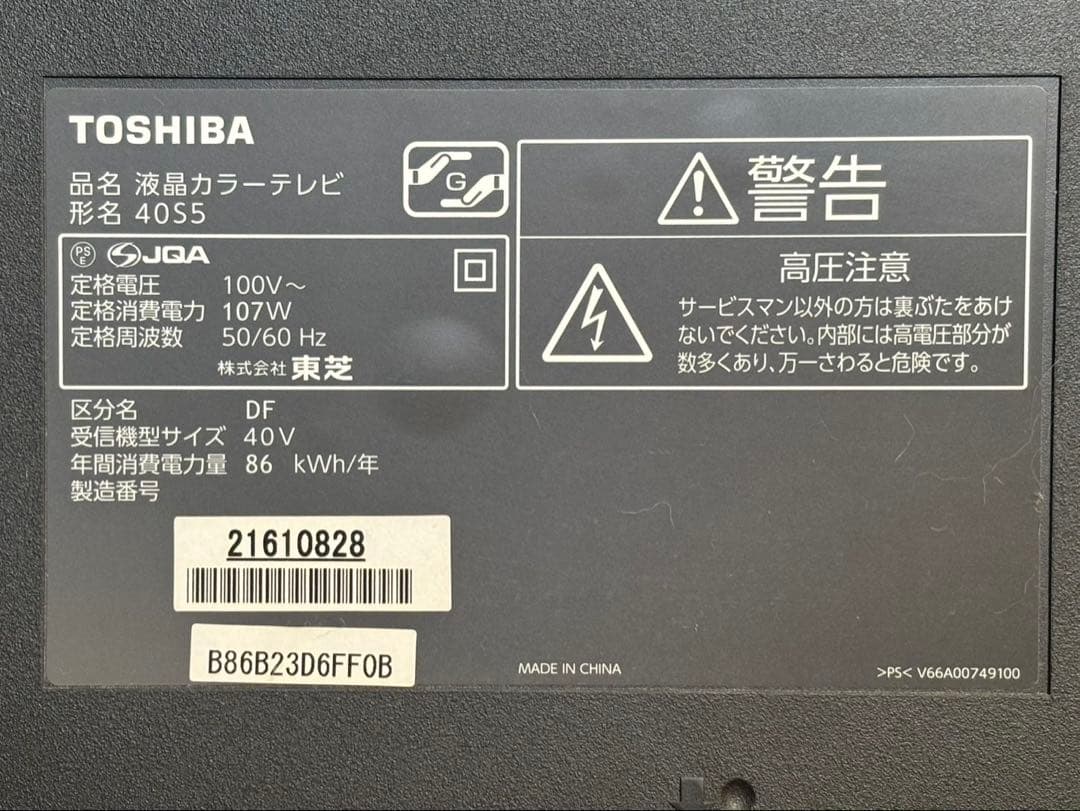 TOSHIBA
品名 液晶カラーテレビ
形名 40S5
G
PS
E
JQA
定格電圧 100V～
定格消費電力 107W
定格周波数 50/60 Hz
株式会社 東芝
警告
高圧注意
サービスマン以外の方は裏ぶたをあけ
ないでください。内部には高電圧部分が
数多くあり、万一さわると危険です。
区分名 DF
受信機型サイズ 40V
年間消費電力量 86 kWh/年
製造番号
21610828
B86B23D6FF0B
MADE IN CHINA
>PS< V66A00749100